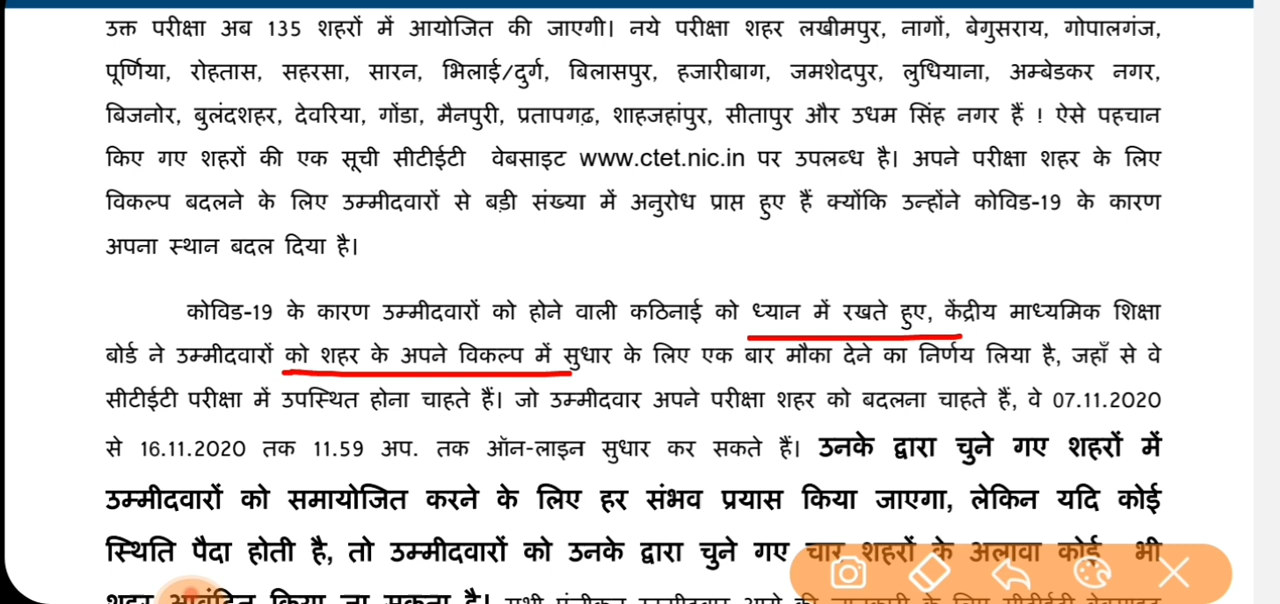 उक्त परीक्षा अब 135 शहरों में आयोजित की जाएगी। नये परीक्षा शहर लखीमपुर, नागों, बेगुसराय, गोपालगंज,
पूर्णिया, रोहतास, सहरसा, सारन, भिलाई/दुर्ग, बिलासपुर, हजारीबाग, जमशेदपुर, लुधियाना, अम्बेडकर नगर,
बिजनोर, बुलंदशहर, देवरिया, गोंडा, मैनपुरी, प्रतापगढ़, शाहजहांपुर, सीतापुर और उधम सिंह नगर हैं ! ऐसे पहचान
किए गए शहरों की एक सूची सीटीईटी वेबसाइट www.ctet.nic.in पर उपलब्ध है। अपने परीक्षा शहर के लिए
विकल्प बदलने के लिए उम्मीदवारों से बड़ी संख्या में अनुरोध प्राप्त हुए हैं क्योंकि उन्होंने कोविड-19 के कारण
अपना स्थान बदल दिया है।
कोविड-19 के कारण उम्मीदवारों को होने वाली कठिनाई को ध्यान में रखते हुए, केंद्रीय माध्यमिक शिक्षा
बोर्ड ने उम्मीदवारों को शहर के अपने विकल्प में सुधार के लिए एक बार मौका देने का निर्णय लिया है, जहाँ से वे
सीटीईटी परीक्षा में उपस्थित होना चाहते हैं। जो उम्मीदवार अपने परीक्षा शहर को बदलना चाहते हैं, वे 07.11.2020
से 16.11.2020 तक 11.59 अप. तक ऑन-लाइन सुधार कर सकते हैं। उनके द्वारा चुने गए शहरों में
उम्मीदवारों को समायोजित करने के लिए हर संभव प्रयास किया जाएगा, लेकिन यदि कोई
स्थिति पैदा होती है, तो उम्मीदवारों को उनके द्वारा चुने गए चार शहरों के अलावा कोई भी
शहर आवंटित किया जा सकता है।